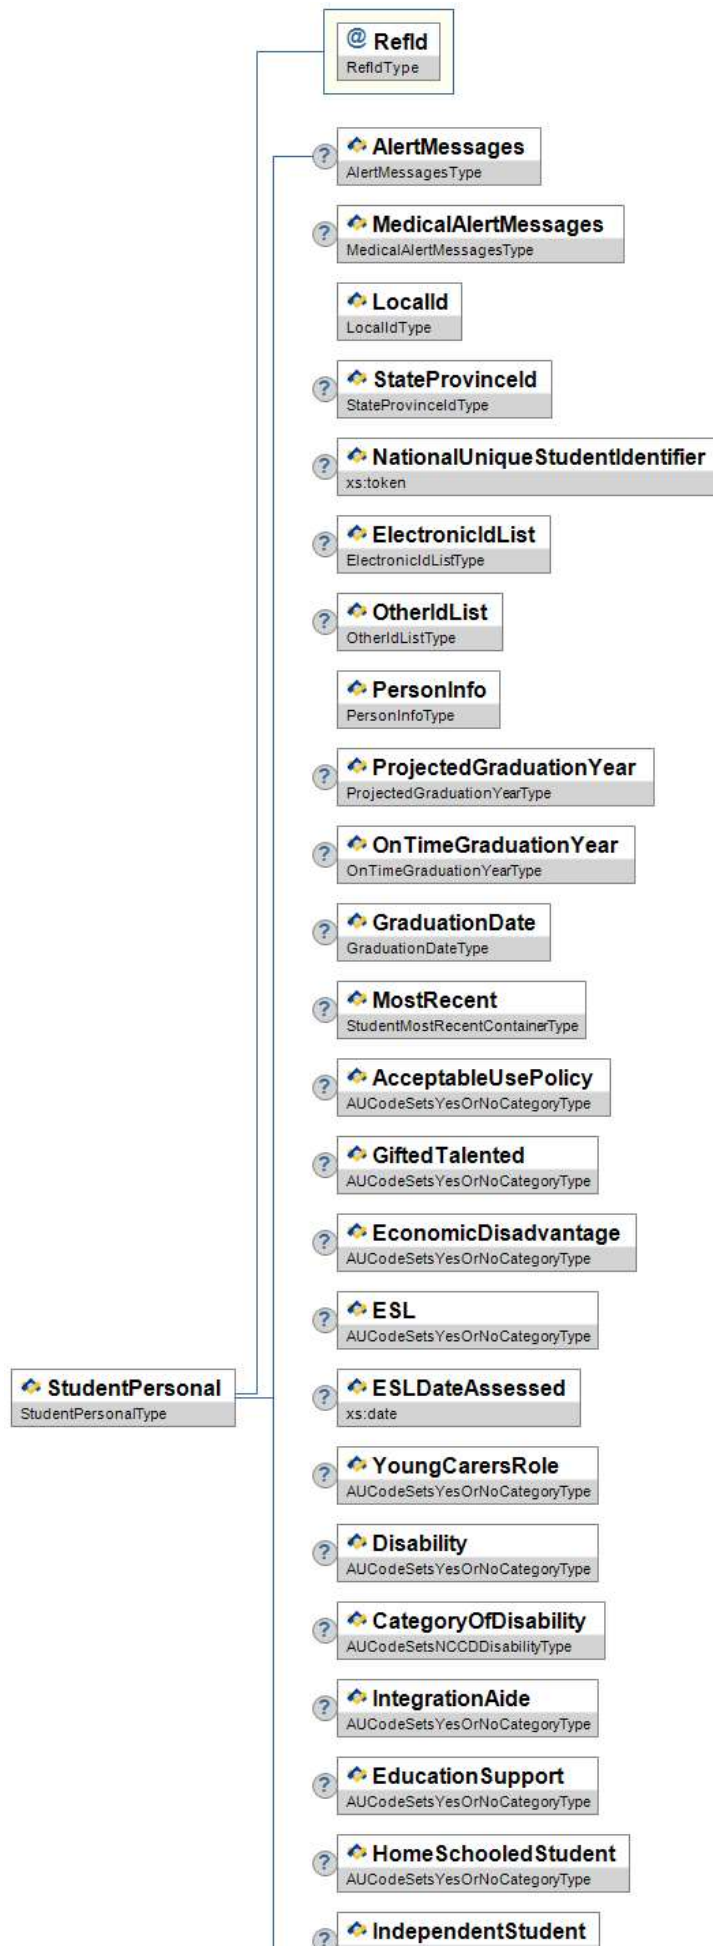 @ RefId
RefIdType
? AlertMessages
AlertMessagesType
? MedicalAlertMessages
MedicalAlertMessagesType
LocalId
LocalIdType
? StateProvinceId
StateProvinceIdType
? NationalUniqueStudentIdentifier
xs:token
? ElectronicIdList
ElectronicIdListType
? OtherIdList
OtherIdListType
PersonInfo
PersonInfoType
? ProjectedGraduationYear
ProjectedGraduationYearType
? OnTimeGraduationYear
OnTimeGraduationYearType
? GraduationDate
GraduationDateType
? MostRecent
StudentMostRecentContainerType
? AcceptableUsePolicy
AUCodeSetsYesOrNoCategoryType
? GiftedTalented
AUCodeSetsYesOrNoCategoryType
? EconomicDisadvantage
AUCodeSetsYesOrNoCategoryType
? ESL
AUCodeSetsYesOrNoCategoryType
StudentPersonal
StudentPersonalType
? ESLDateAssessed
xs:date
? YoungCarersRole
AUCodeSetsYesOrNoCategoryType
? Disability
AUCodeSetsYesOrNoCategoryType
? CategoryOfDisability
AUCodeSetsNCCDDisabilityType
? IntegrationAide
AUCodeSetsYesOrNoCategoryType
? EducationSupport
AUCodeSetsYesOrNoCategoryType
? HomeSchooledStudent
AUCodeSetsYesOrNoCategoryType
? IndependentStudent